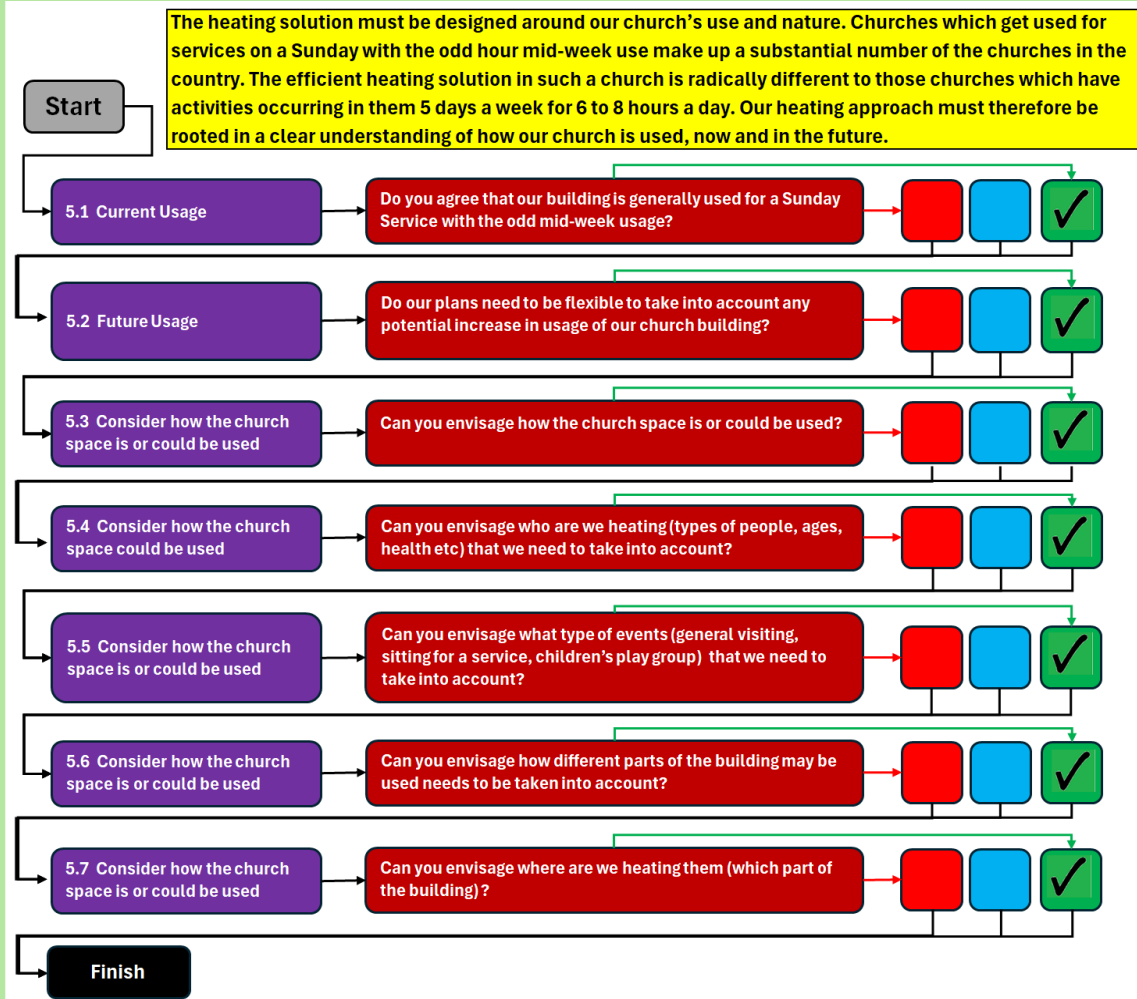 The heating solution must be designed around our church's use and nature. Churches which get used for
services on a Sunday with the odd hour mid-week use make up a substantial number of the churches in the
country. The efficient heating solution in such a church is radically different to those churches which have
activities occurring in them 5 days a week for 6 to 8 hours a day. Our heating approach must therefore be
rooted in a clear understanding of how our church is used, now and in the future.
Start
5.1 Current Usage
Do you agree that our building is generally used for a Sunday
Service with the odd mid-week usage?
5.2 Future Usage
Do our plans need to be flexible to take into account any
potential increase in usage of our church building?
5.3 Consider how the church
space is or could be used
Can you envisage how the church space is or could be used?
5.4 Consider how the church
space could be used
Can you envisage who are we heating (types of people, ages,
health etc) that we need to take into account?
5.5 Consider how the church
space is or could be used
Can you envisage what type of events (general visiting,
sitting for a service, children's play group) that we need to
take into account?
5.6 Consider how the church
space is or could be used
Can you envisage how different parts of the building may be
used needs to be taken into account?
5.7 Consider how the church
space is or could be used
Can you envisage where are we heating them (which part of
the building)?
Finish